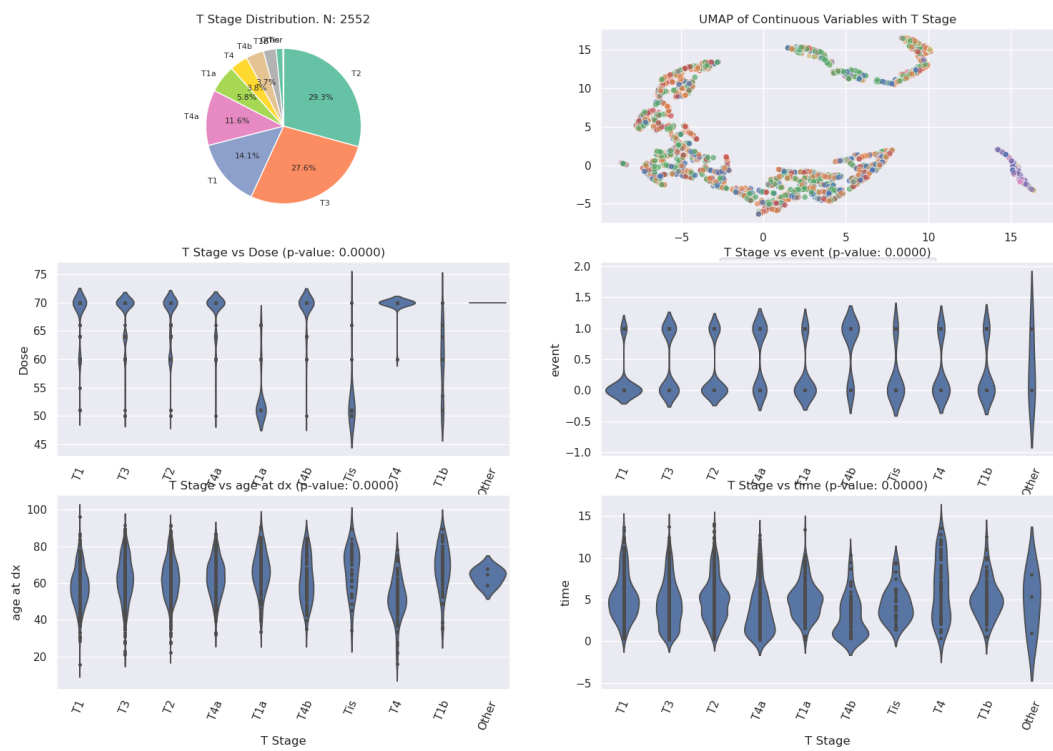 T Stage Distribution. N: 2552
Other
T4b
T4
T1a
T2
3.7%
3.8%
5.8%
29.3%
T4a
11.6%
14.1%
27.6%
T1
T3
UMAP of Continuous Variables with T Stage
15
10
5
0
−5
−5 0 5 10 15
T Stage vs Dose (p-value: 0.0000)
Dose
75
70
65
60
55
50
45
T1 T3 T2 T4a T1a T4b Tis T4 T1b Other
T Stage vs event (p-value: 0.0000)
event
2.0
1.5
1.0
0.5
0.0
−0.5
−1.0
T1 T3 T2 T4a T1a T4b Tis T4 T1b Other
T Stage vs age at dx (p-value: 0.0000)
age at dx
100
80
60
40
20
T1 T3 T2 T4a T1a T4b Tis T4 T1b Other
T Stage
T Stage vs time (p-value: 0.0000)
time
15
10
5
0
−5
T1 T3 T2 T4a T1a T4b Tis T4 T1b Other
T Stage